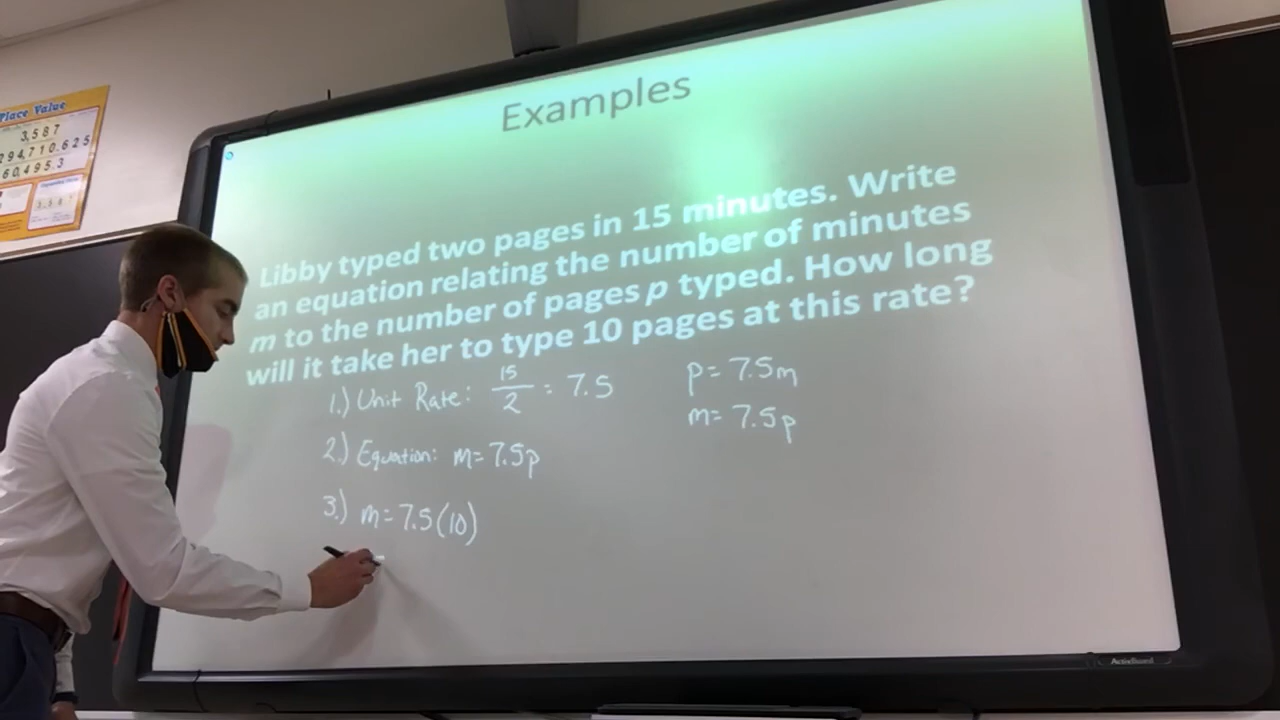 Place Value
3,587
294,710.625
60,495.3
Examples
Libby typed two pages in 15 minutes. Write
an equation relating the number of minutes
m to the number of pages p typed. How long
will it take her to type 10 pages at this rate?
1.) Unit Rate: 15/2 = 7.5
p= 7.5m
m= 7.5p
2.) Equation: m= 7.5p
3.) m= 7.5(10)
ActivBoard